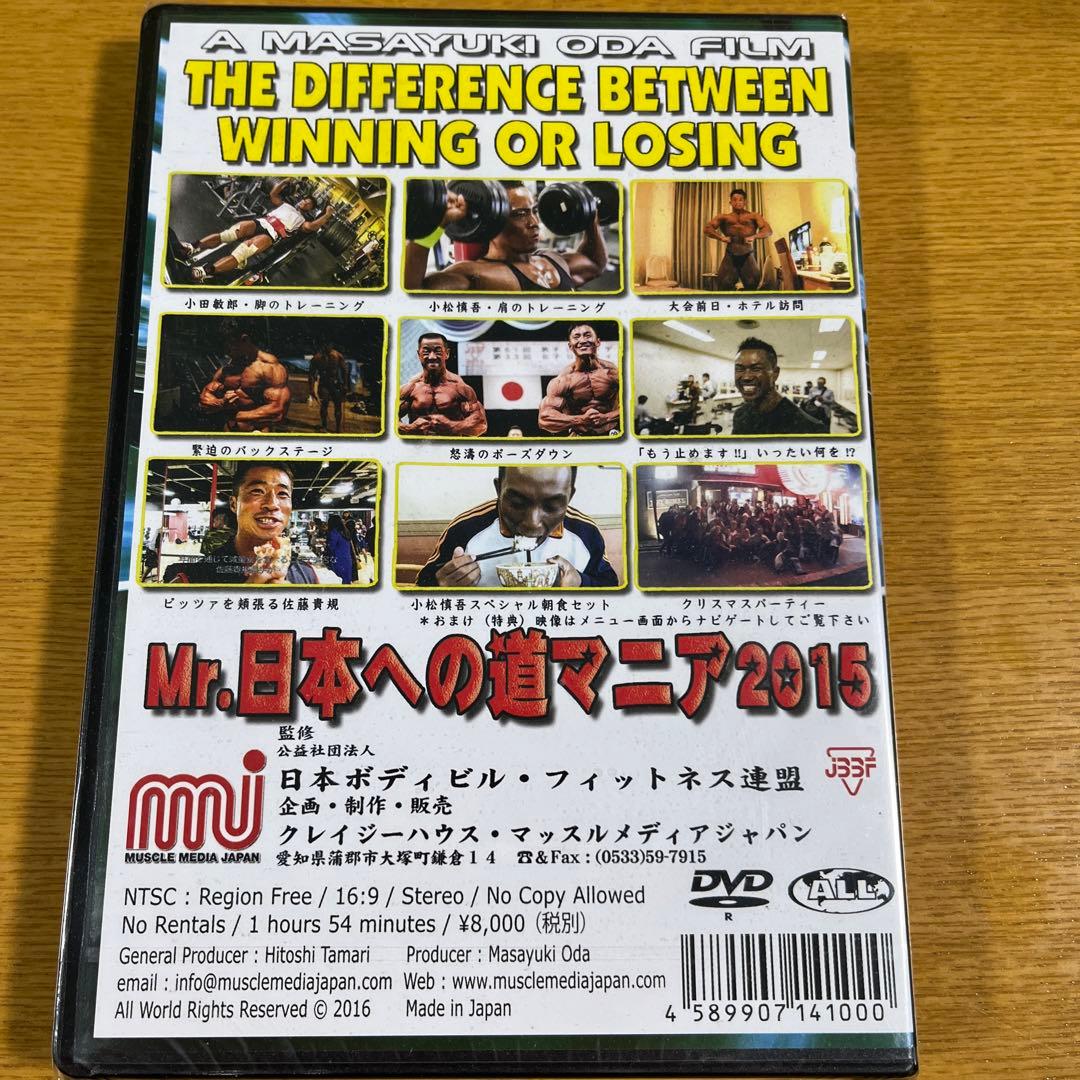 A MASAYUKI ODA FILM
THE DIFFERENCE BETWEEN
WINNING OR LOSING
小田敏郎・脚のトレーニング
小松慎吾・肩のトレーニング
大会前日・ホテル訪問
緊迫のバックステージ
怒濤のポーズダウン
「もう止めます!!」いったい何を!?
ピッツァを頬張る佐藤貴規
小松慎吾スペシャル朝食セット
クリスマスパーティー
*おまけ（特典）映像はメニュー画面からナビゲートしてご覧下さい
Mr.日本への道マニア2015
監修
公益社団法人
日本ボディビル・フィットネス連盟
JBBF
企画・制作・販売
クレイジーハウス・マッスルメディアジャパン
mmj
MUSCLE MEDIA JAPAN
愛知県蒲郡市大塚町鎌倉14 ☎&Fax : (0533)59-7915
NTSC : Region Free / 16:9 / Stereo / No Copy Allowed
No Rentals / 1 hours 54 minutes / ¥8,000（税別）
DVD
R
ALL
General Producer : Hitoshi Tamari Producer : Masayuki Oda
email : info@musclemediajapan.com Web : www.musclemediajapan.com
All World Rights Reserved © 2016 Made in Japan
4 589907 141000